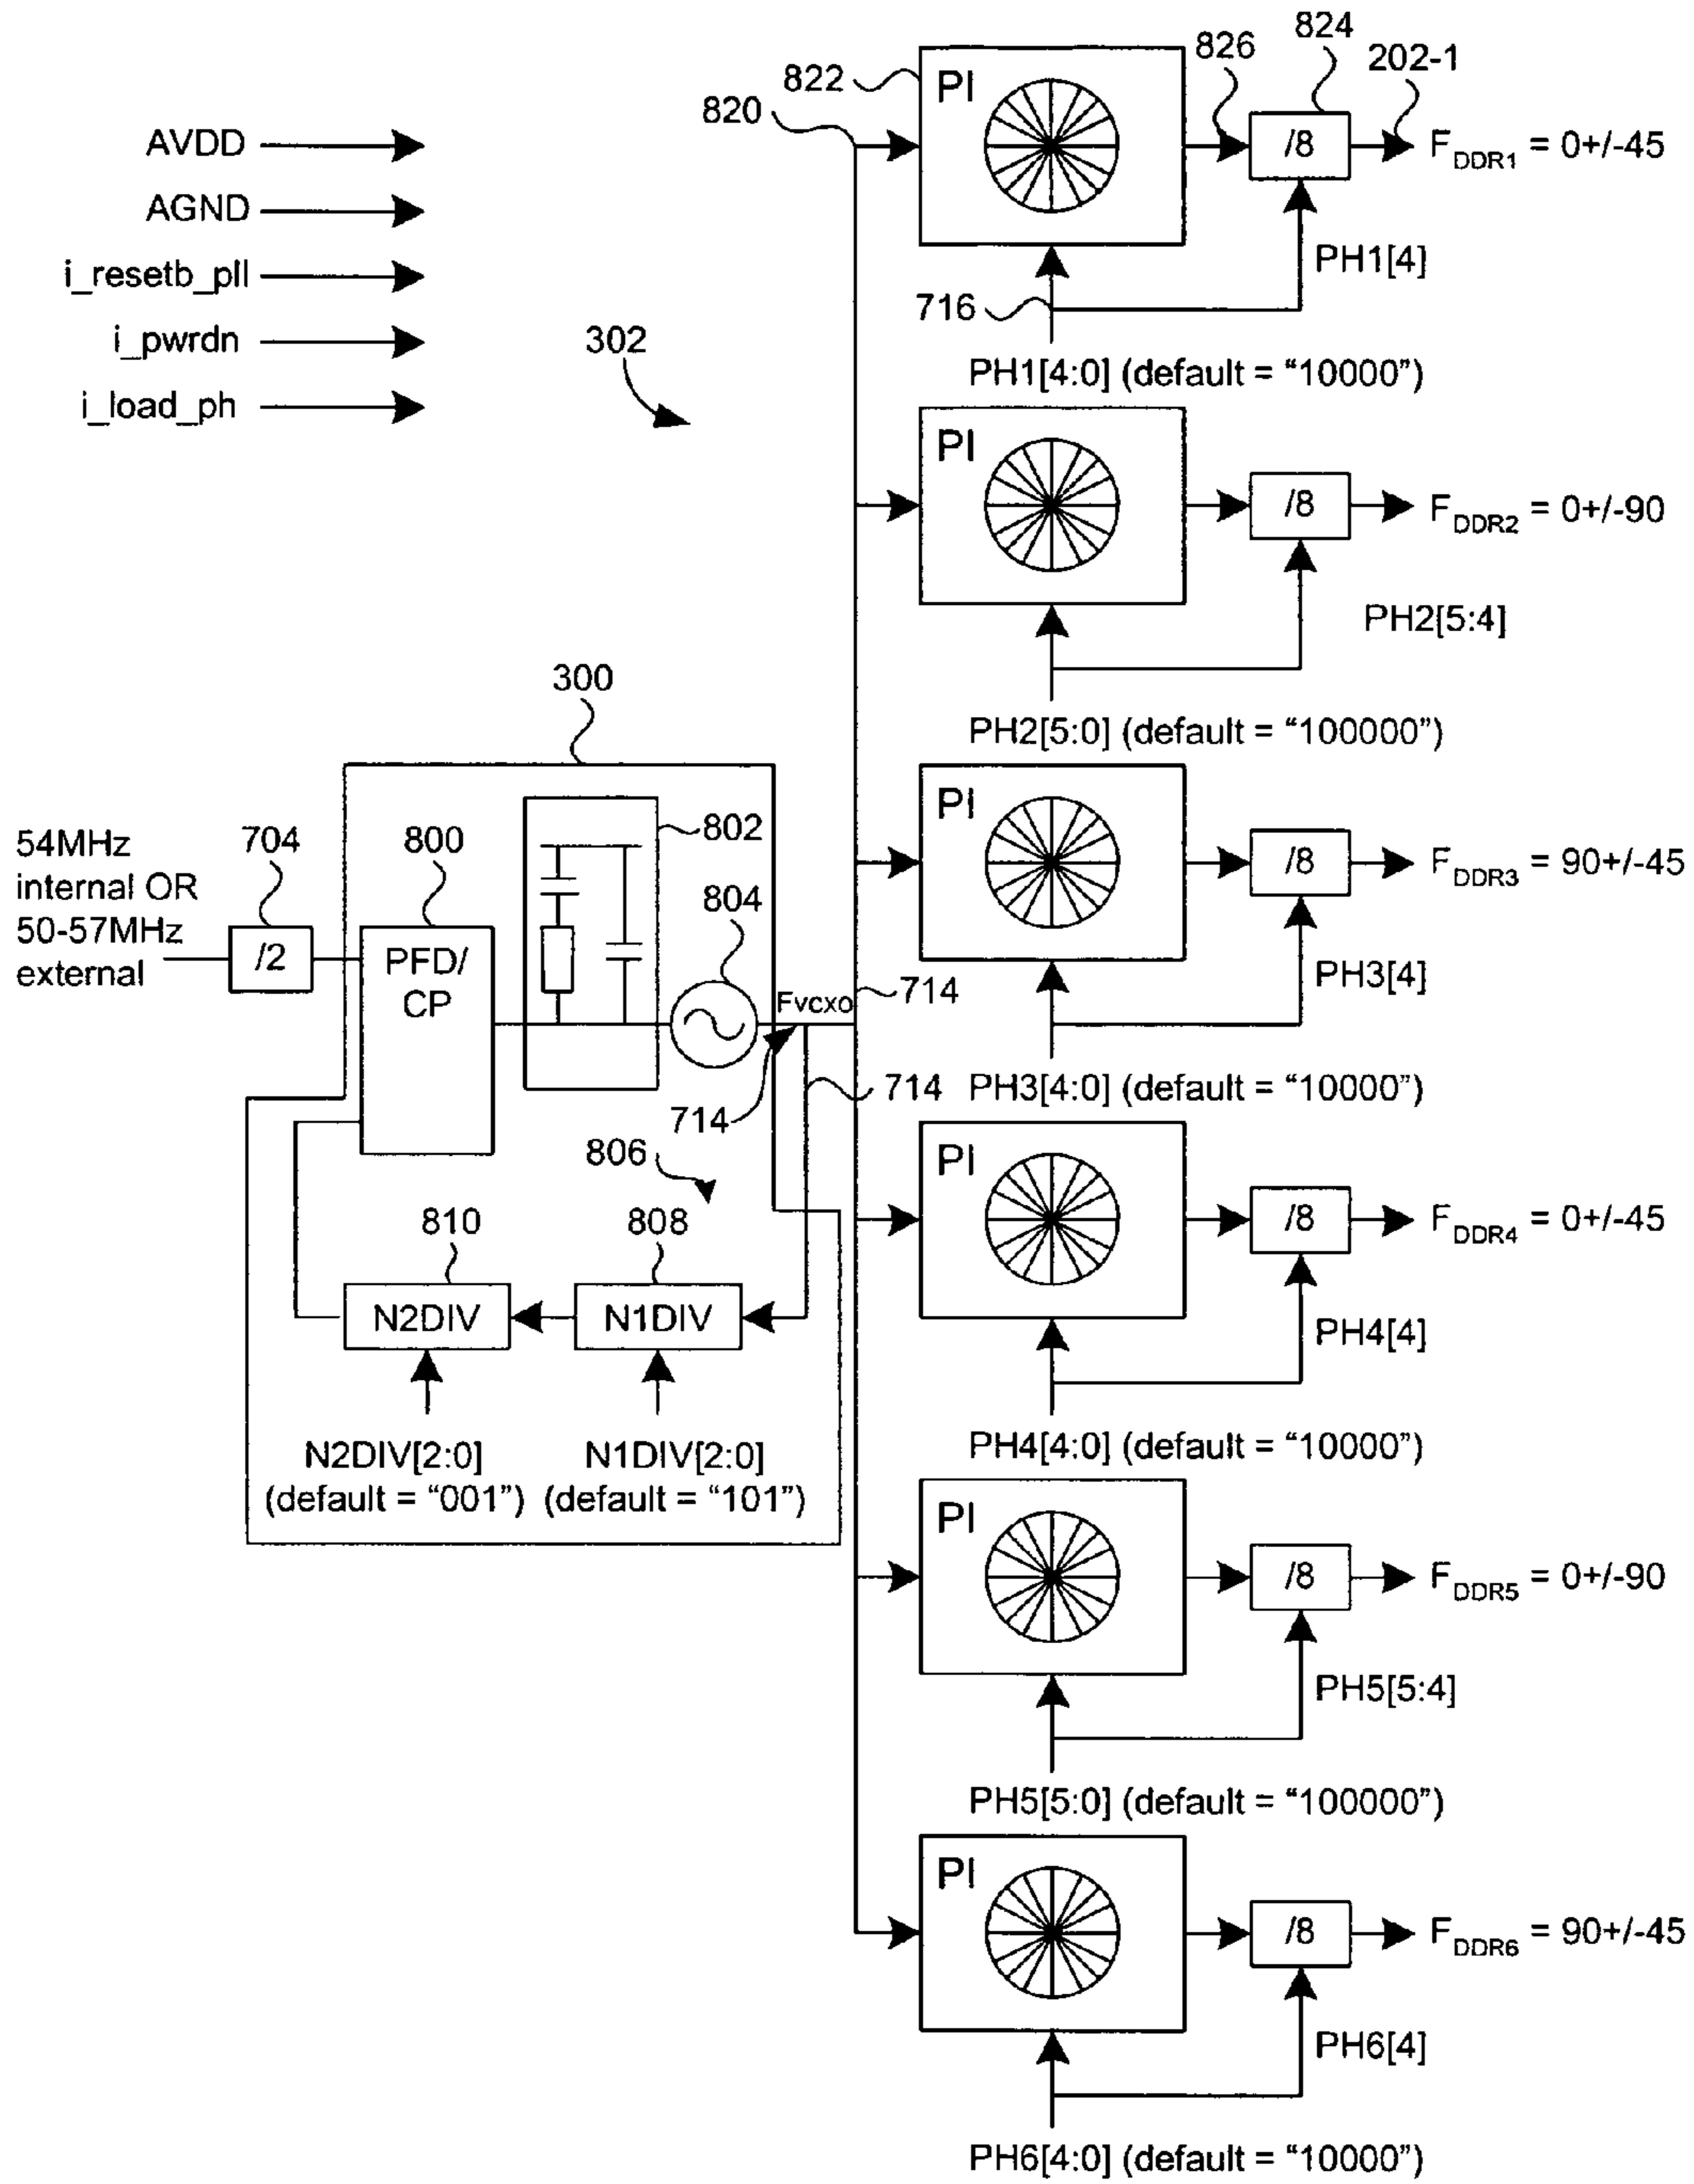 824
826
202-1
822
PI
820
AVDD
/8
F DDR1 = 0+/-45
AGND
i_resetb_pll
PH1[4]
716
i_pwrdn
302
PH1[4:0] (default = “10000”)
i_load_ph
PI
/8
F DDR2 = 0+/-90
PH2[5:4]
300
PH2[5:0] (default = “100000”)
PI
54MHz
internal OR
50-57MHz
external
704
800
802
/8
F DDR3 = 90+/-45
804
/2
PFD/
CP
PH3[4]
Fvcxo
714
714
714
PH3[4:0] (default = “10000”)
806
PI
810
808
/8
F DDR4 = 0+/-45
N2DIV
N1DIV
PH4[4]
N2DIV[2:0]
(default = “001”)
N1DIV[2:0]
(default = “101”)
PH4[4:0] (default = “10000”)
PI
/8
F DDR5 = 0+/-90
PH5[5:4]
PH5[5:0] (default = “100000”)
PI
/8
F DDR6 = 90+/-45
PH6[4]
PH6[4:0] (default = “10000”)